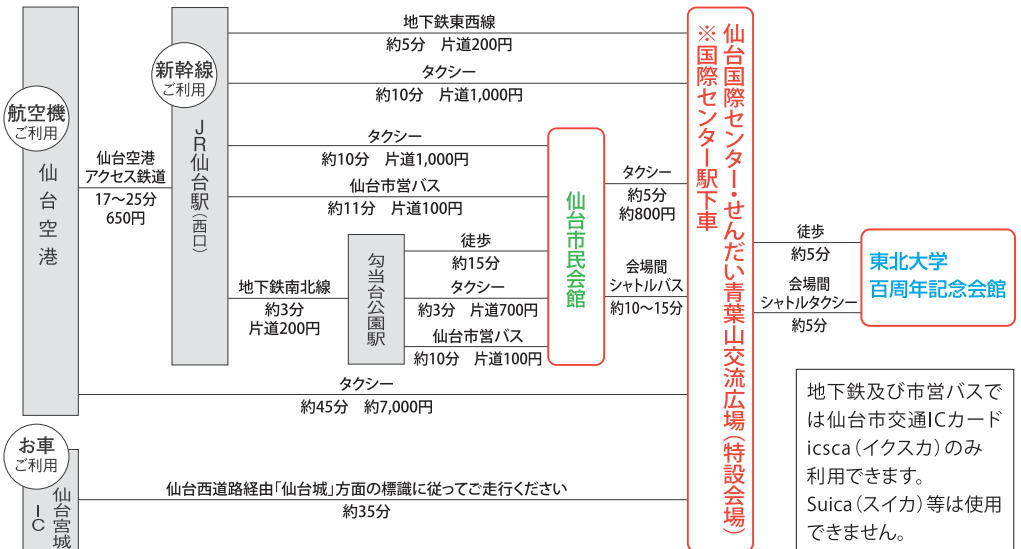 航空機
ご利用
仙台空港
仙台空港
アクセス鉄道
17〜25分
650円
新幹線
ご利用
JR仙台駅(西口)
地下鉄東西線
約5分 片道200円
タクシー
約10分 片道1,000円
タクシー
約10分 片道1,000円
仙台市営バス
約11分 片道100円
地下鉄南北線
約3分
片道200円
勾当台公園駅
徒歩
約15分
タクシー
約3分 片道700円
仙台市営バス
約10分 片道100円
仙台市民会館
タクシー
約5分
約800円
会場間
シャトルバス
約10〜15分
タクシー
約45分 約7,000円
お車
ご利用
仙台宮城
IC
仙台西道路経由「仙台城」方面の標識に従ってご走行ください
約35分
仙台国際センター・せんだい青葉山交流広場(特設会場)
※国際センター駅下車
徒歩
約5分
会場間
シャトルタクシー
約5分
東北大学
百周年記念会館
地下鉄及び市営バスで
は仙台市交通ICカード
icsca(イクスカ)のみ
利用できます。
Suica(スイカ)等は使用
できません。